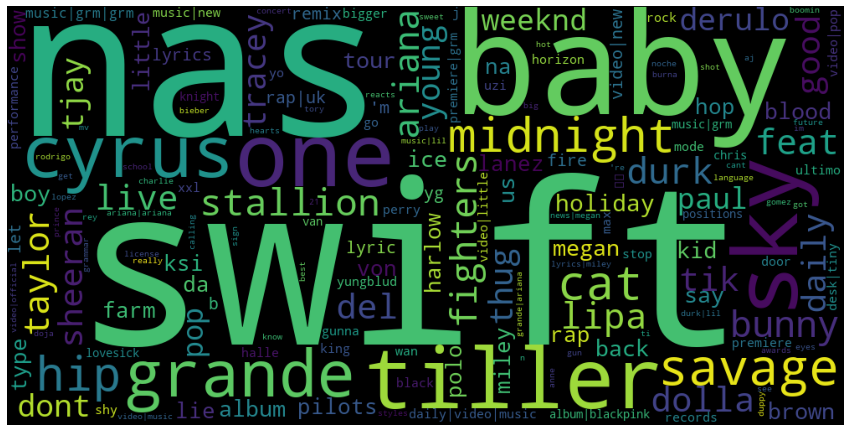 music|grm|grm
music|new
remix
bigger
concert
sweet
j
rock
boomin
show
performance
little
lyrics
nas
tour
ariana
young
weeknd
derulo
video|new
video|pop
good
tjay
tracey
yo
reacts
na
uzi
hot
horizon
baby
premiere|grm
noche
burna
shot
aj
mv
knight
rap|uk
'm
go
play
big
hop
blood
bieber
tory
hearts
music|lil
midnight
music|grm
feat
rodrigo
cyrus
one
ice
lanez
mode
chris
future
im
get
school
fire
cant
language
ultimo
boy
lopez
xxl
charlie
live
stallion
yg
us
durk
paul
sky
daily
prince
rey
ariana|ariana
21
fighters
video|little
holiday
news|megan
positions
gomez
got
let
taylor
sheeran
grammar
calling
van
perry
max
re
megan
stop
kid
door
desk|tiny
swift
lyric
harlow
lyrics|miley
license
sign
ksi
von
thug
cat
tik
really
da
yungblud
del
say
farm
b
best
grande|ariana
durk|lil
type
video|official
pop
gunna
lipa
bunny
doja
know
ti
lovesick
halle
king
wan
polo
miley
rap
back
premiere
awards
eyes
hip
grande
tiller
n
gun
savage
black
anne
dont
shy
lie
album
pilots
styles
daily|video|music
album|blackpink
dolla
records
duppy
brown
video|music